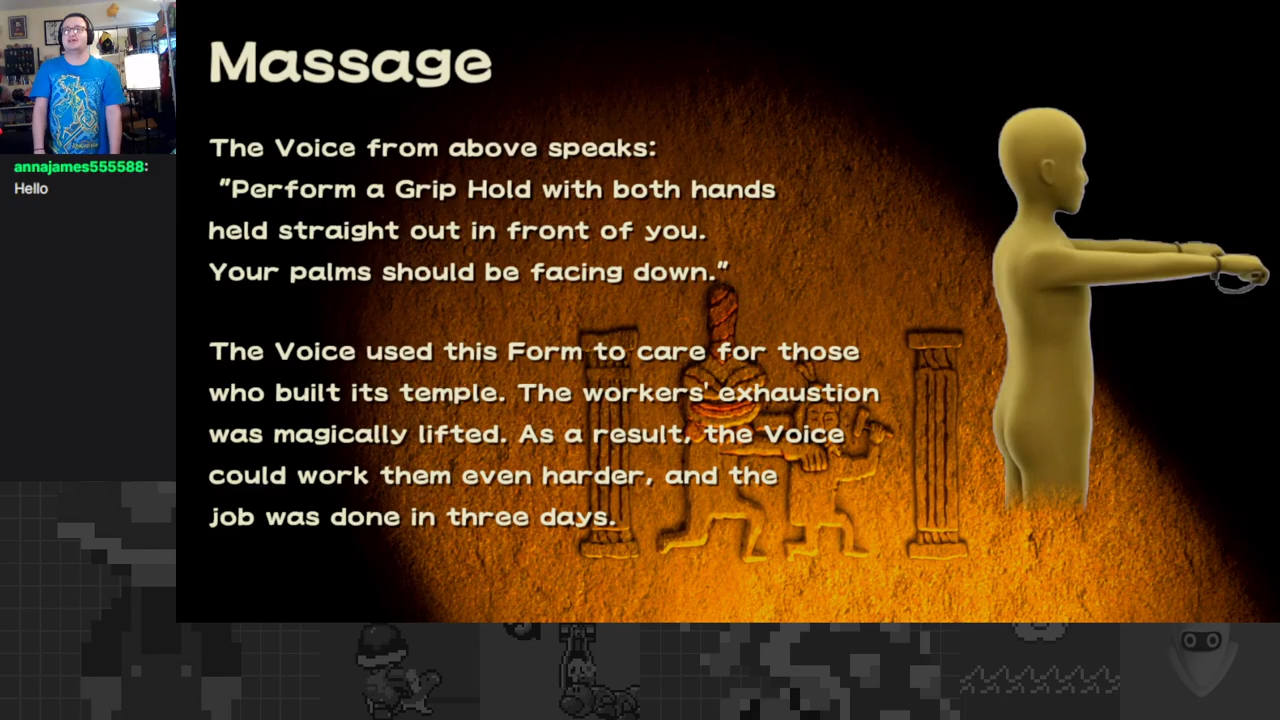 annajames555588:
Hello
Massage
The Voice from above speaks:
"Perform a Grip Hold with both hands
held straight out in front of you.
Your palms should be facing down."
The Voice used this Form to care for those
who built its temple. The workers' exhaustion
was magically lifted. As a result, the Voice
could work them even harder, and the
job was done in three days.